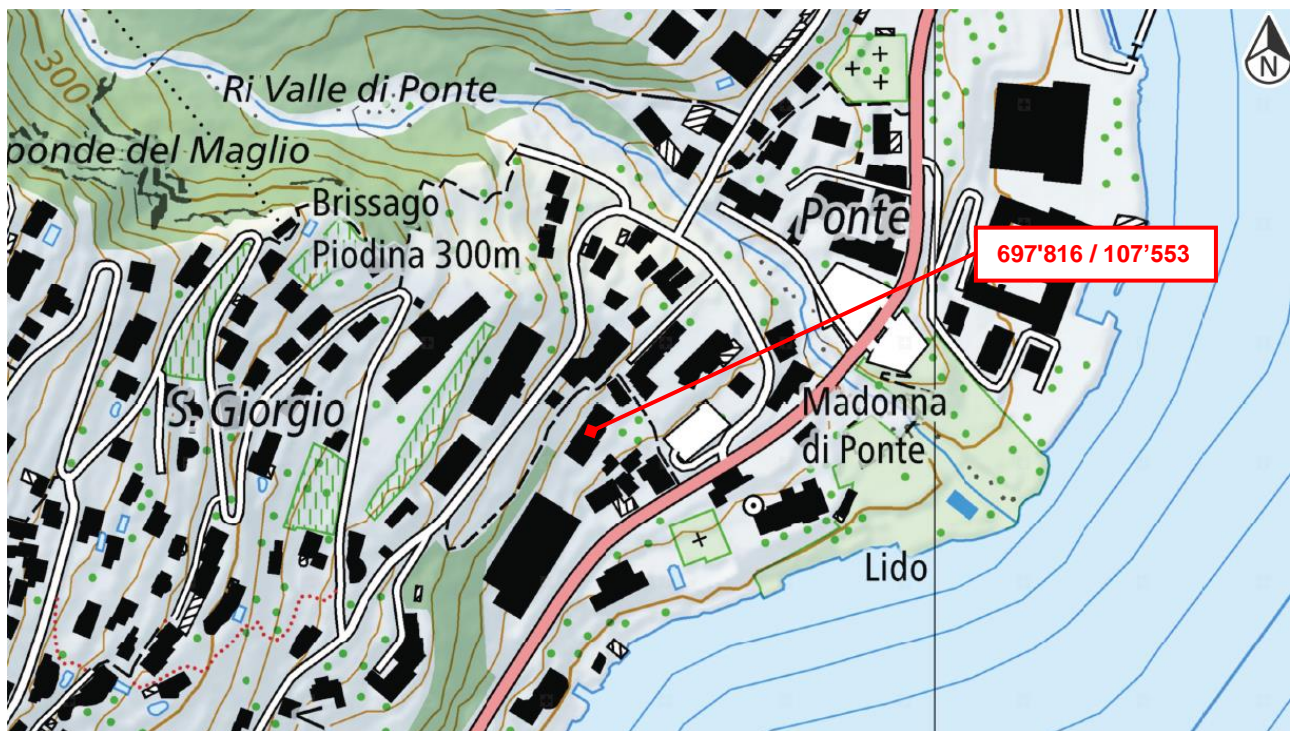 N
300
Ri Valle di Ponte
ponde del Maglio
Brissago
Piodina 300m
Ponte
697'816 / 107’553
S. Giorgio
Madonna
di Ponte
Lido